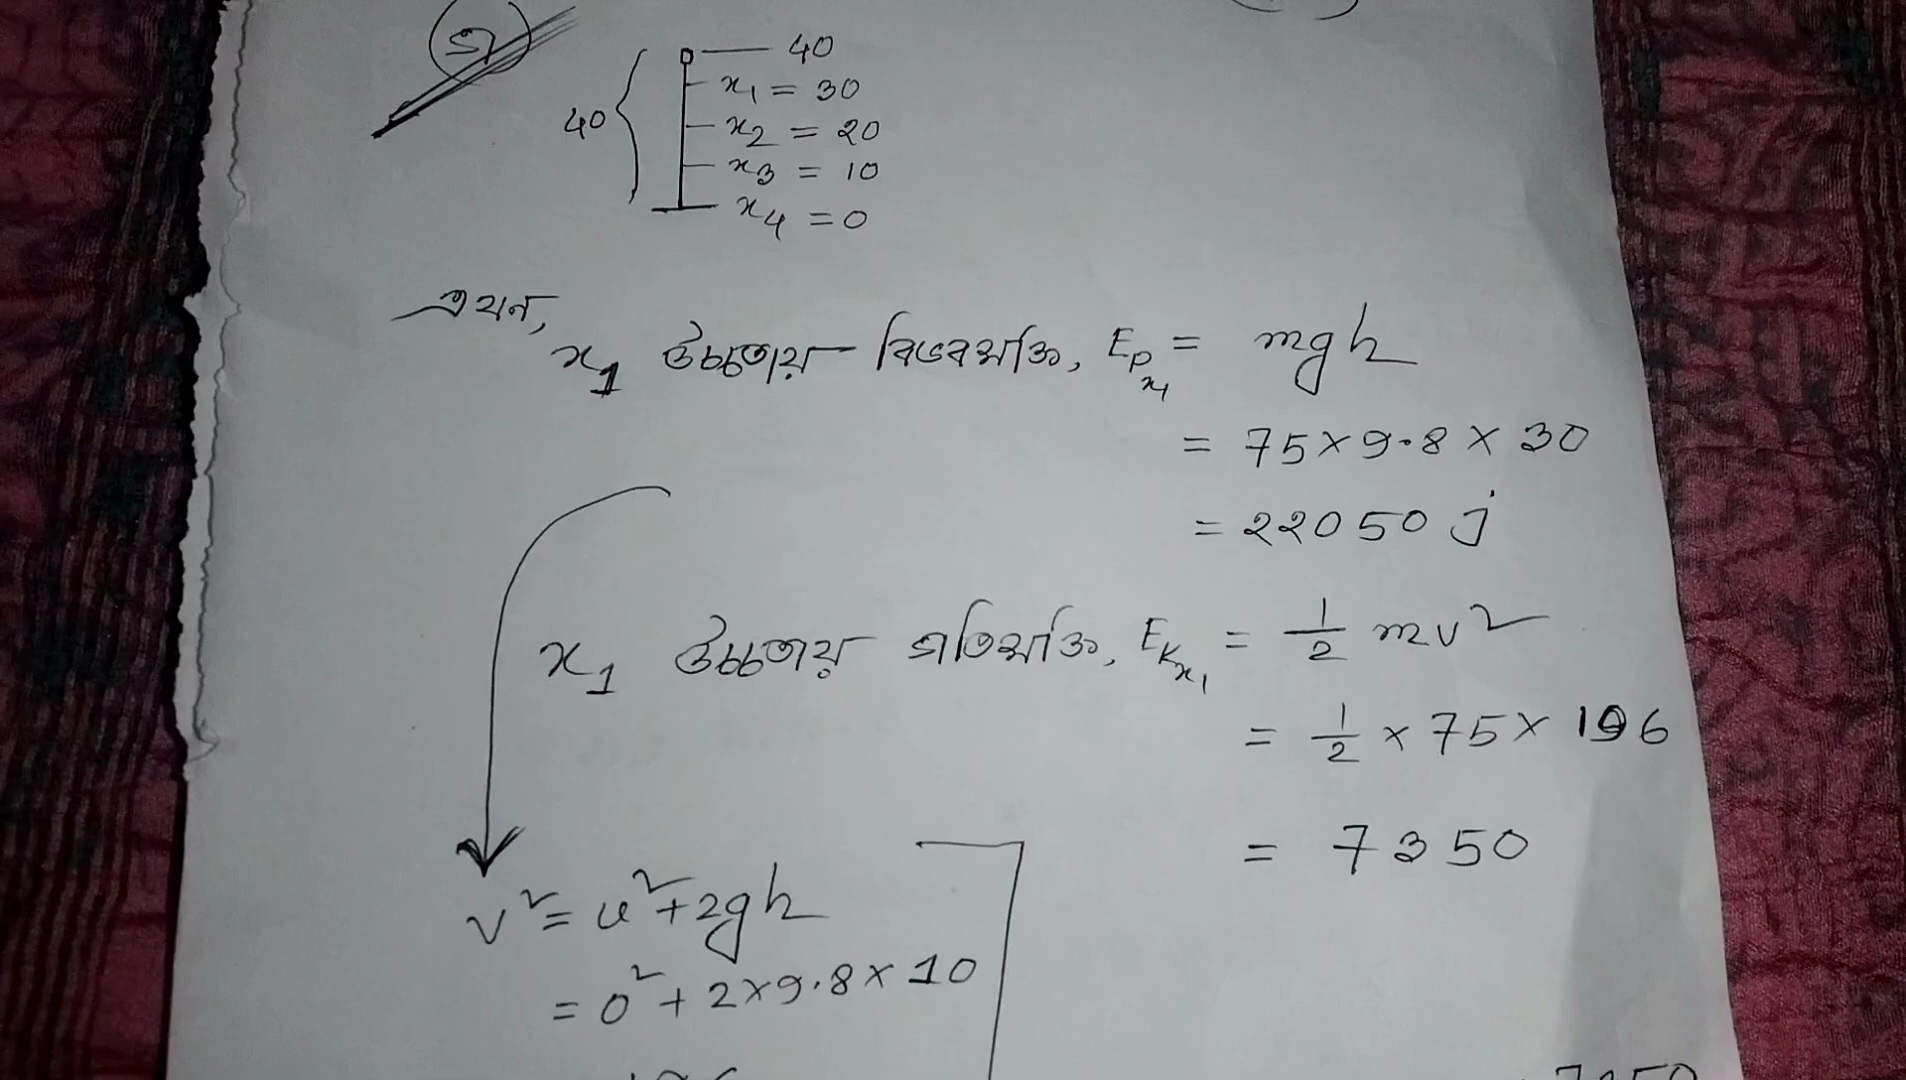 গ
40
x₁ = 30
40
x₂ = 20
x₃ = 10
x₄ = 0
এখন,
x₁ উচ্চতায় বিভবশক্তি, Eₚₓ₁ = mgh
= 75×9.8×30
= 22050 j
x₁ উচ্চতায় গতিশক্তি, Eₖₓ₁ = 1/2 mv²
= 1/2 × 75 × 196
= 7350
v² = u² + 2gh
= 0² + 2×9.8×10